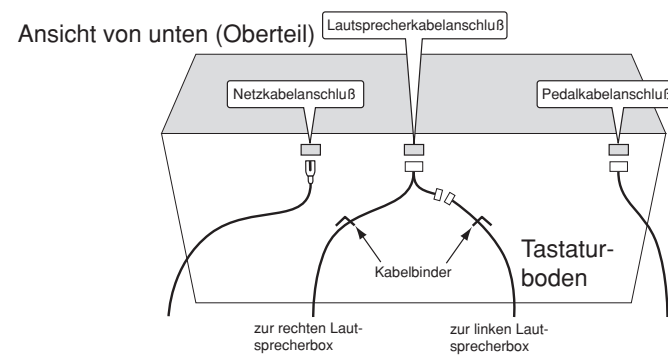 Ansicht von unten (Oberteil)
Lautsprecherkabelanschluß
Netzkabelanschluß
Pedalkabelanschluß
Kabelbinder
Tastatur-
boden
zur rechten Laut-
sprecherbox
zur linken Laut-
sprecherbox